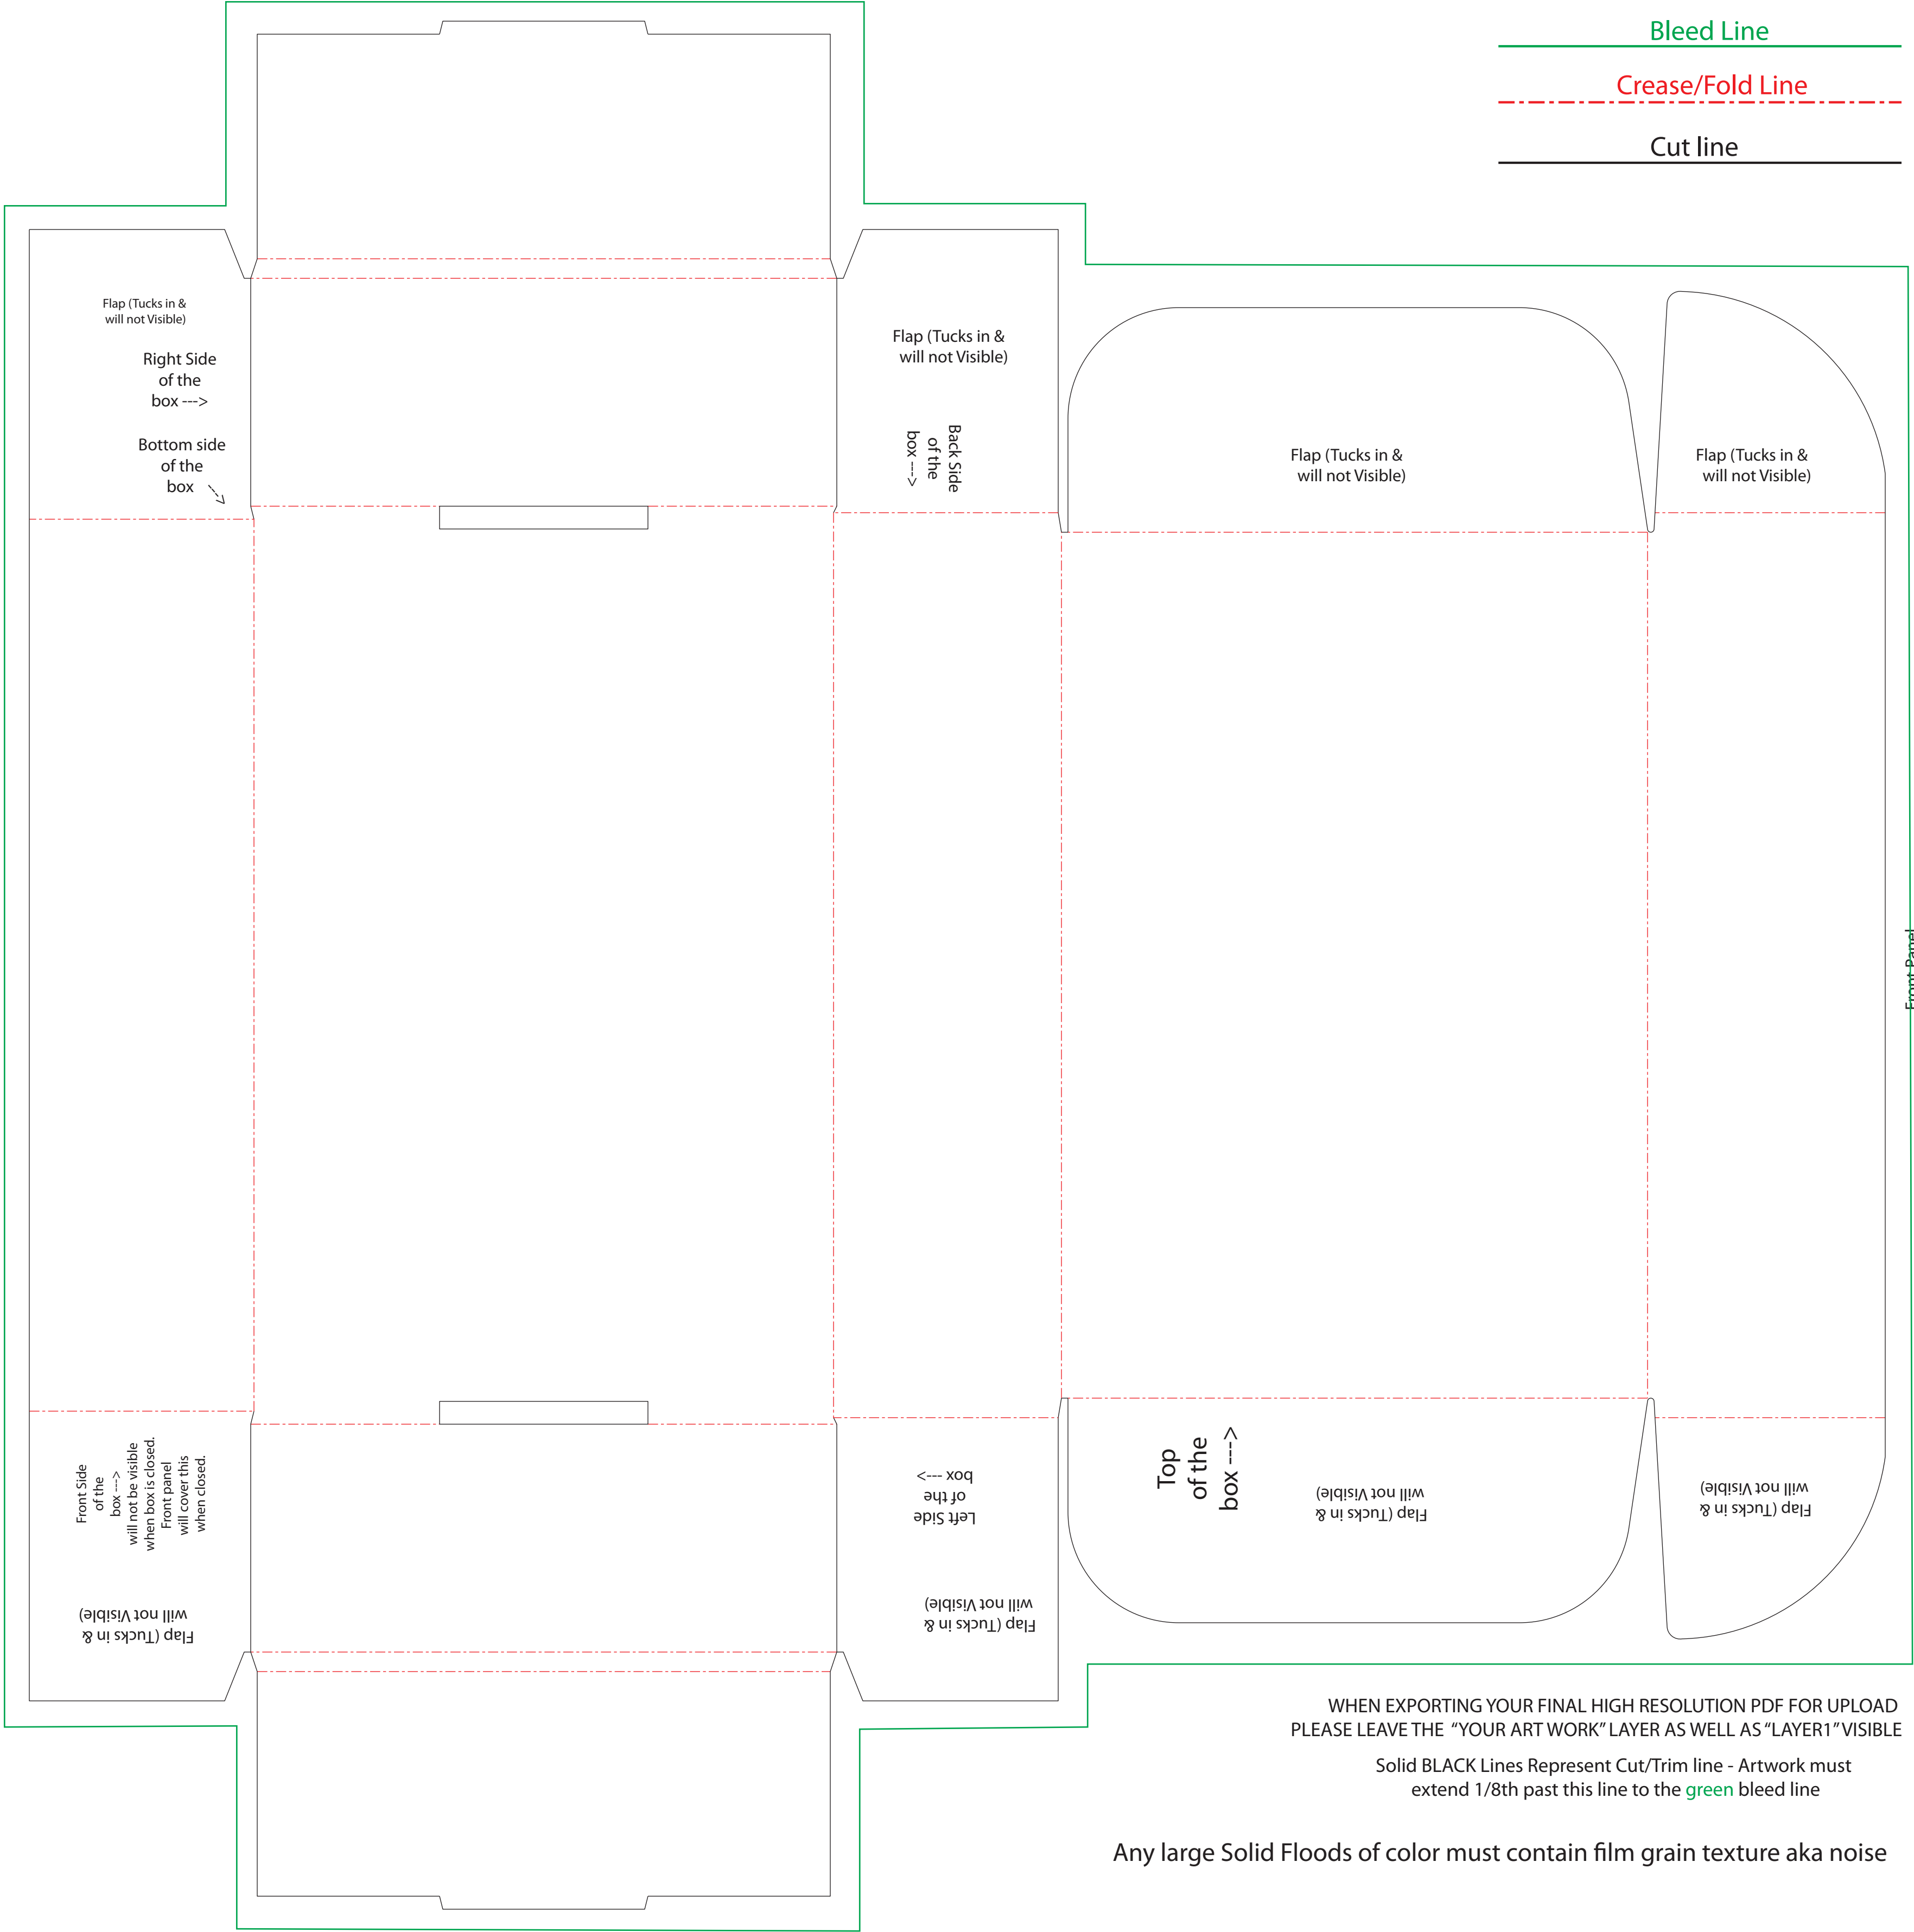 Bleed Line
Crease/Fold Line
Cut line
Flap (Tucks in &
will not Visible)
Right Side
of the
box --->
Bottom side
of the
box
Flap (Tucks in &
will not Visible)
Back Side
of the
box --->
Flap (Tucks in &
will not Visible)
Flap (Tucks in &
will not Visible)
Front Panel
Front Side
of the
box --->
will not be visible
when box is closed.
Front panel
will cover this
when closed.
Flap (Tucks in &
will not Visible)
Left Side
of the
box --->
Flap (Tucks in &
will not Visible)
Top
of the
box --->
Flap (Tucks in &
will not Visible)
Flap (Tucks in &
will not Visible)
WHEN EXPORTING YOUR FINAL HIGH RESOLUTION PDF FOR UPLOAD
PLEASE LEAVE THE “YOUR ART WORK” LAYER AS WELL AS “LAYER1” VISIBLE
Solid BLACK Lines Represent Cut/Trim line - Artwork must
extend 1/8th past this line to the green bleed line
Any large Solid Floods of color must contain film grain texture aka noise